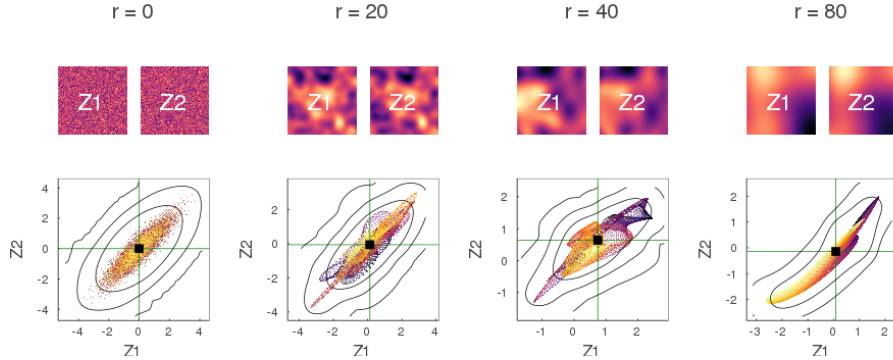 r = 0 r = 20 r = 40 r = 80
Z1 Z2 Z1 Z2 Z1 Z2 Z1 Z2
4 2 0 -2 -4
Z2
-4 -2 0 2 4
Z1
2 0 -2 -4
Z2
-4 -2 0 2
Z1
2 1 0 -1
Z2
-1 0 1 2
Z1
2 1 0 -1 -2
Z2
-3 -2 -1 0 1 2
Z1